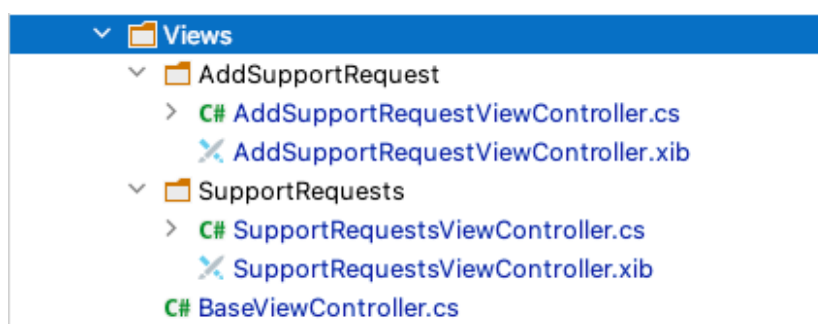 Views
AddSupportRequest
C# AddSupportRequestViewController.cs
AddSupportRequestViewController.xib
SupportRequests
C# SupportRequestsViewController.cs
SupportRequestsViewController.xib
C# BaseViewController.cs